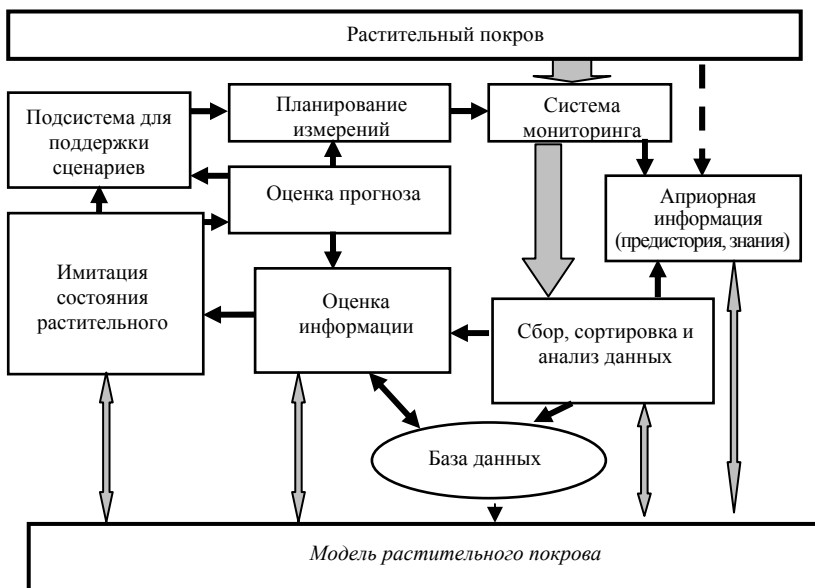 Растительный покров
Подсистема для
поддержки
сценариев
Планирование
измерений
Система
мониторинга
Оценка прогноза
Априорная
информация
(предистория, знания)
Имитация
состояния
растительного
Оценка
информации
Сбор, сортировка и
анализ данных
База данных
Модель растительного покрова